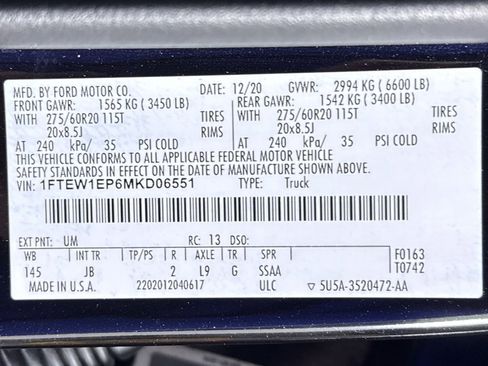 MFD. BY FORD MOTOR CO. DATE: 12/20 GVWR: 2994 KG ( 6600 LB)
FRONT GAWR: 1565 KG ( 3450 LB) REAR GAWR: 1542 KG ( 3400 LB)
WITH 275/60R20 115T TIRES WITH 275/60R20 115T TIRES
20x8.5J RIMS 20x8.5J RIMS
AT 240 kPa/ 35 PSI COLD AT 240 kPa/ 35 PSI COLD
THIS VEHICLE CONFORMS TO ALL APPLICABLE FEDERAL MOTOR VEHICLE
SAFETY STANDARDS IN EFFECT ON THE DATE OF MANUFACTURE SHOWN ABOVE.
VIN: 1FTEW1EP6MKD06551 TYPE: Truck
EXT PNT: UM RC: 13 DSO:
WB INT TR TP/PS R AXLE TR SPR F0163
145 JB 2 L9 G SSAA T0742
MADE IN U.S.A. 2202012040617 ULC ▽ 5U5A-3520472-AA